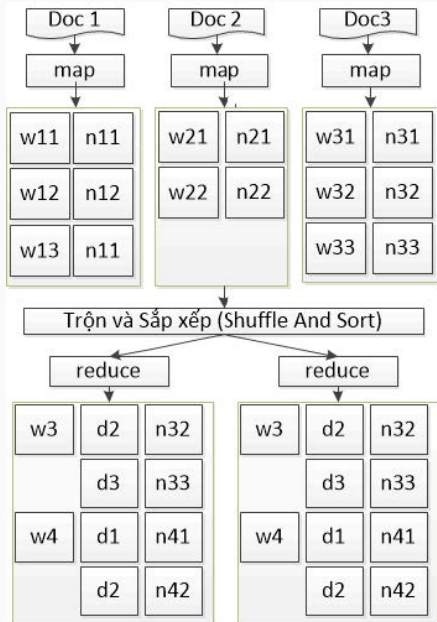 Doc 1 Doc 2 Doc3
map map map
w11 n11 w21 n21 w31 n31
w12 n12 w22 n22 w32 n32
w13 n11 w33 n33
Trộn và Sắp xếp (Shuffle And Sort)
reduce reduce
w3 d2 n32 w3 d2 n32
d3 n33 d3 n33
w4 d1 n41 w4 d1 n41
d2 n42 d2 n42